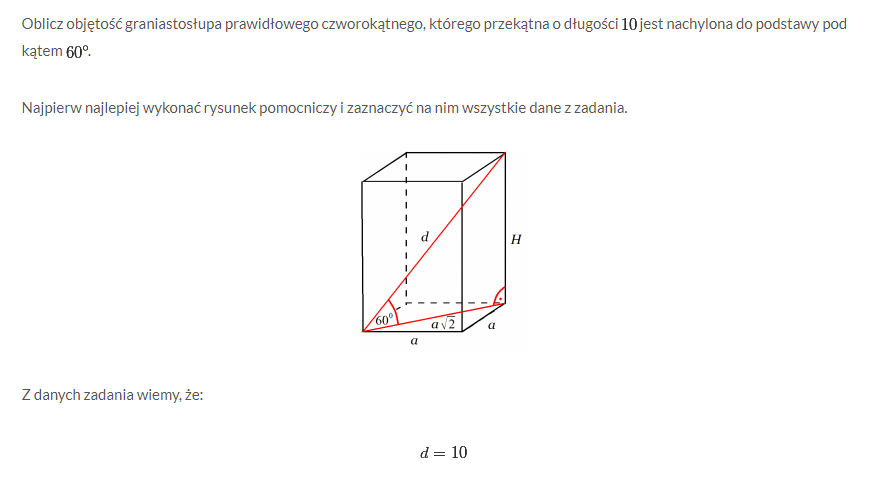 Oblicz objętość graniastosłupa prawidłowego czworokątnego, którego przekątna o długości 10 jest nachylona do podstawy pod
kątem 60°.
Najpierw najlepiej wykonać rysunek pomocniczy i zaznaczyć na nim wszystkie dane z zadania.
d
H
60°
a√2
a
a
Z danych zadania wiemy, że:
d = 10